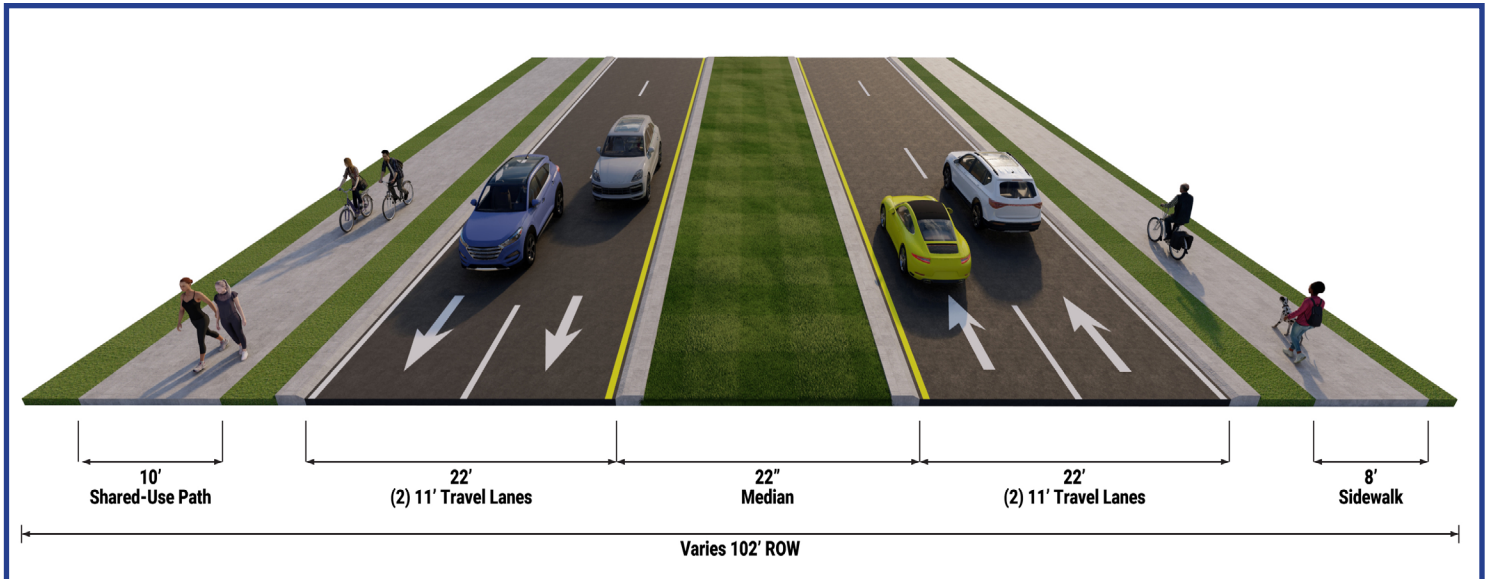 10’
Shared-Use Path
22’
(2) 11’ Travel Lanes
22”
Median
22’
(2) 11’ Travel Lanes
8’
Sidewalk
Varies 102’ ROW